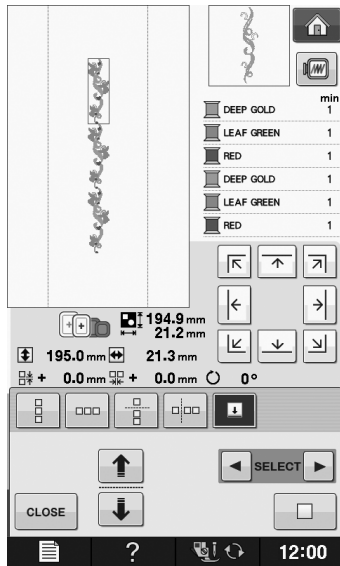 min
DEEP GOLD 1
LEAF GREEN 1
RED 1
DEEP GOLD 1
LEAF GREEN 1
RED 1
194.9 mm
21.2 mm
195.0 mm 21.3 mm
+ 0.0 mm + 0.0 mm 0°
SELECT
CLOSE
? 12:00